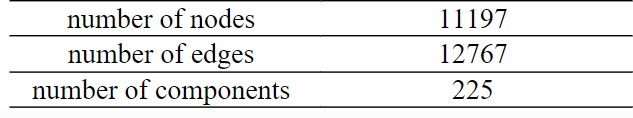 number of nodes 11197
number of edges 12767
number of components 225